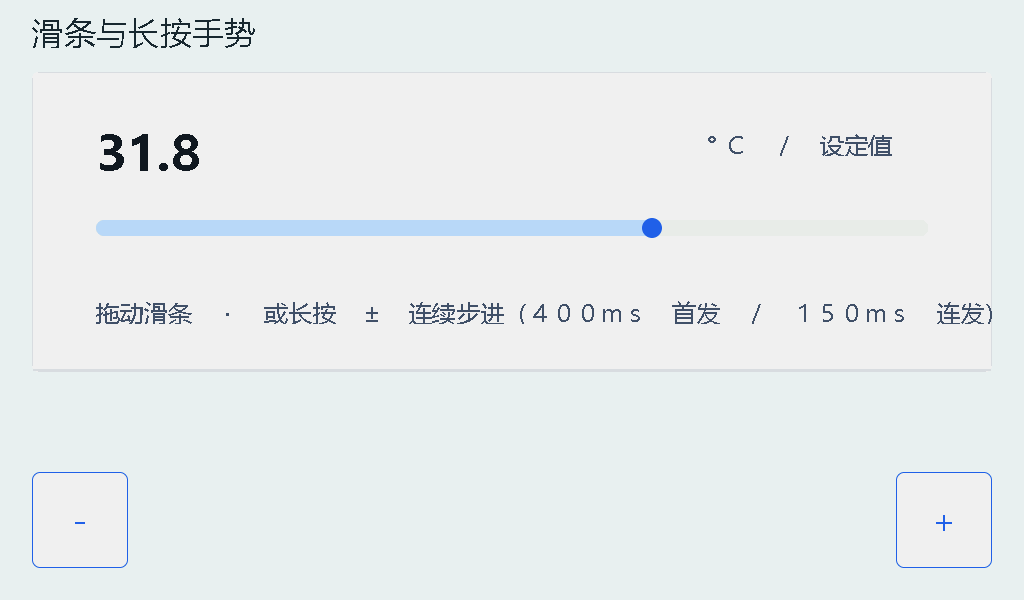 滑条与长按手势
31.8
°C / 设定值
拖动滑条 · 或长按 ± 连续步进(400ms 首发 / 150ms 连发)
-
+